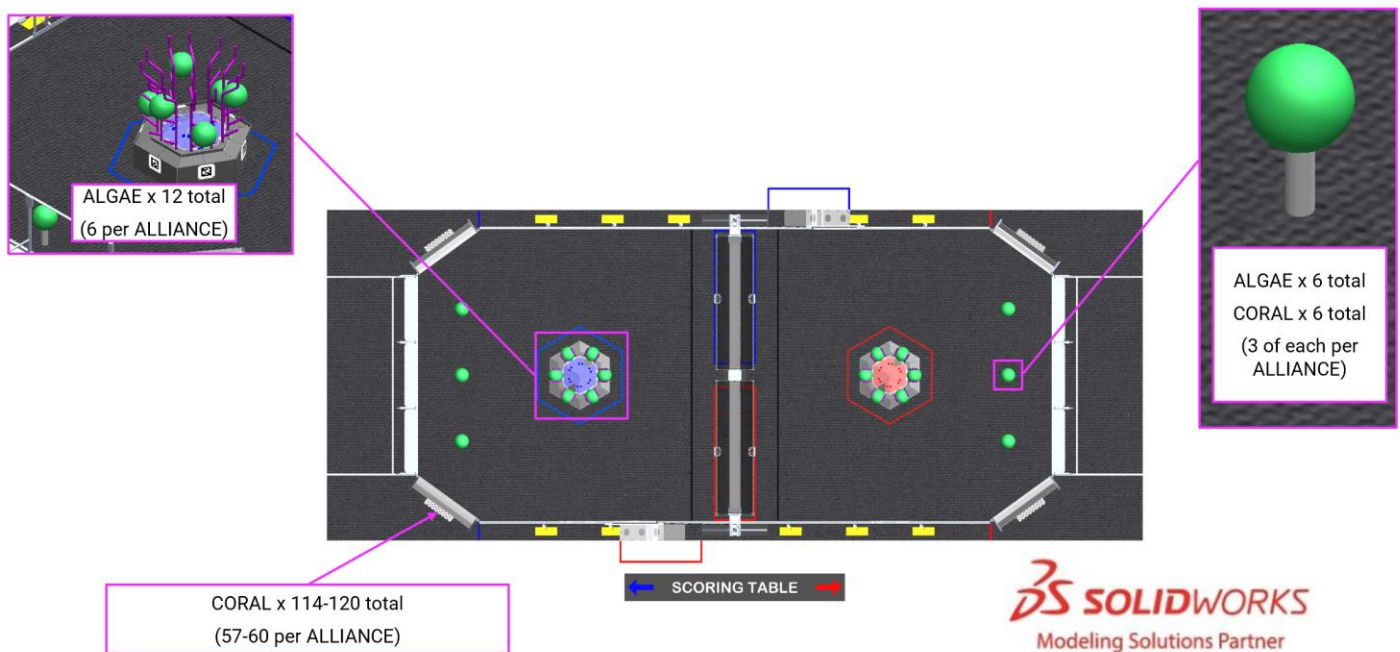 ALGAE x 12 total
(6 per ALLIANCE)
ALGAE x 6 total
CORAL x 6 total
(3 of each per
ALLIANCE)
CORAL x 114-120 total
(57-60 per ALLIANCE)
SCORING TABLE
SOLIDWORKS
Modeling Solutions Partner